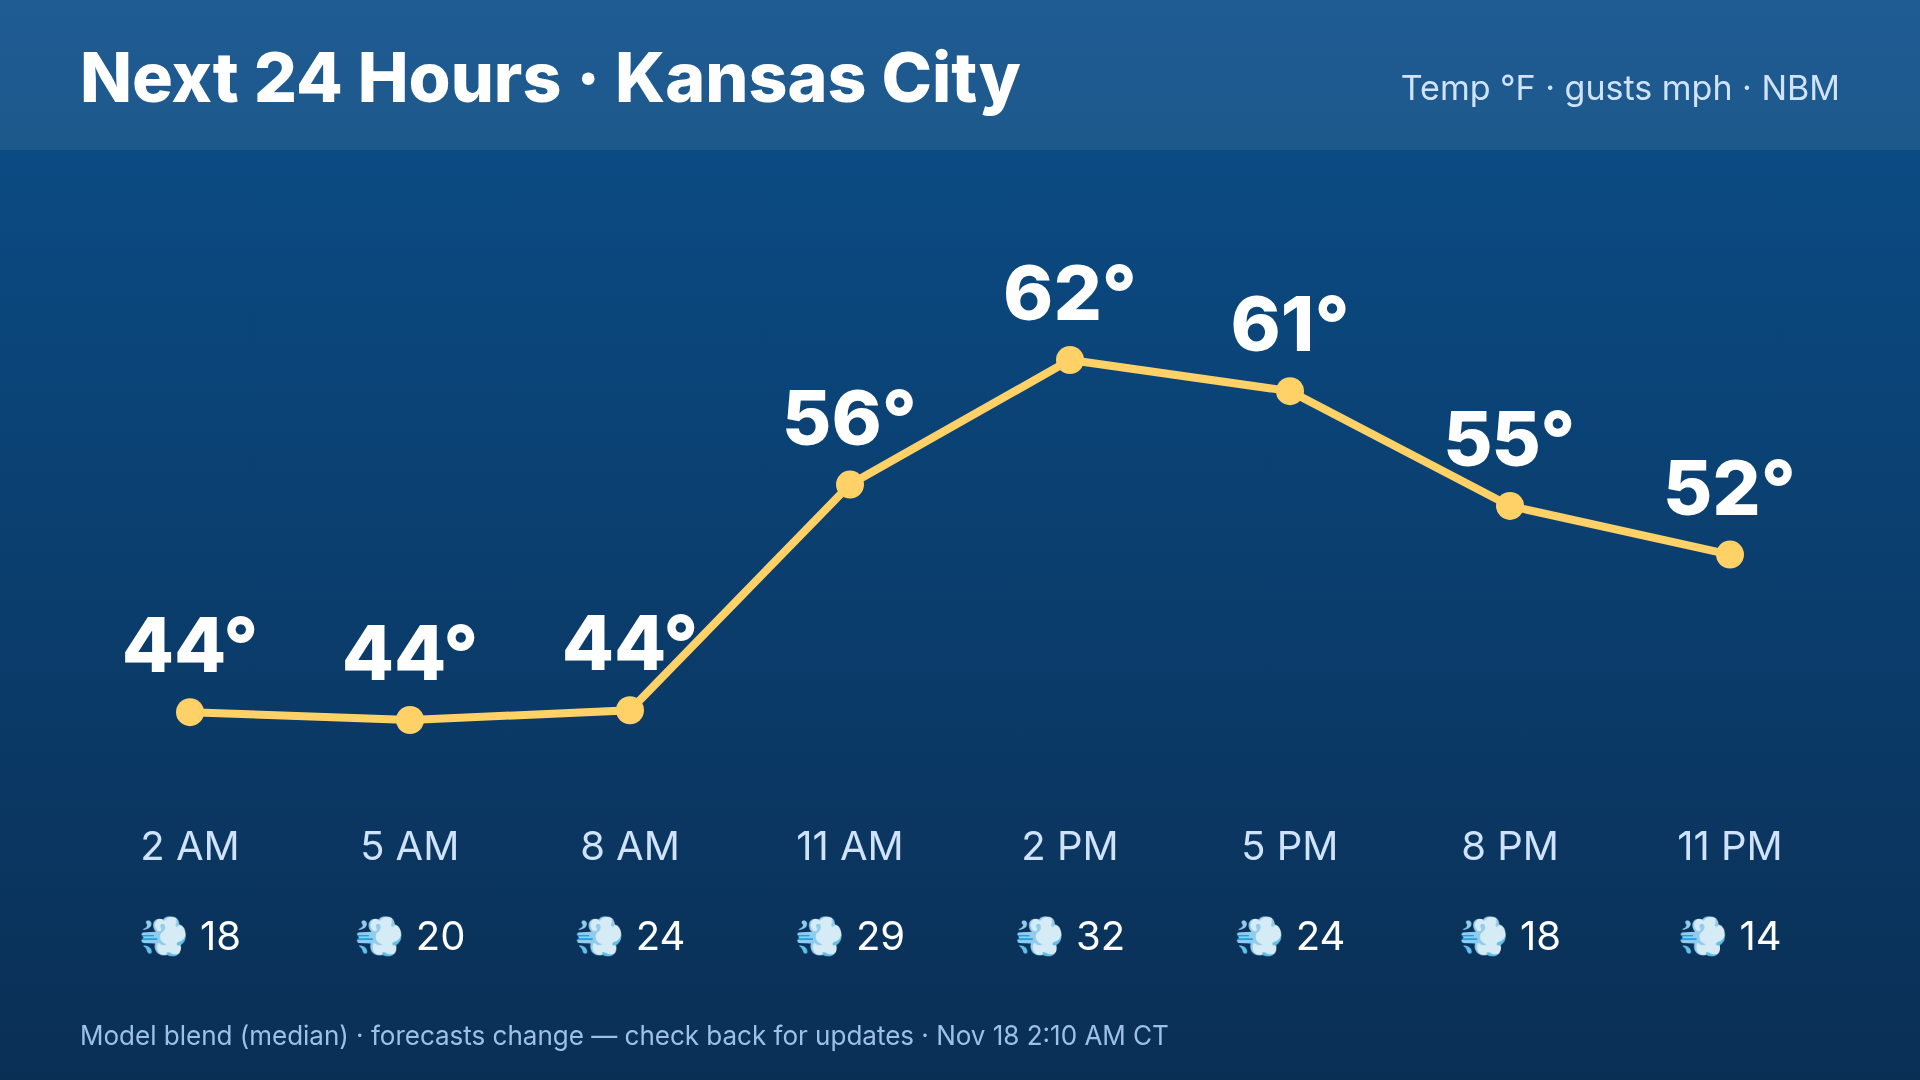 Next 24 Hours · Kansas City
Temp °F · gusts mph · NBM
62°
61°
56°
55°
52°
44°
44°
44°
2 AM
5 AM
8 AM
11 AM
2 PM
5 PM
8 PM
11 PM
💨 18
💨 20
💨 24
💨 29
💨 32
💨 24
💨 18
💨 14
Model blend (median) · forecasts change — check back for updates · Nov 18 2:10 AM CT